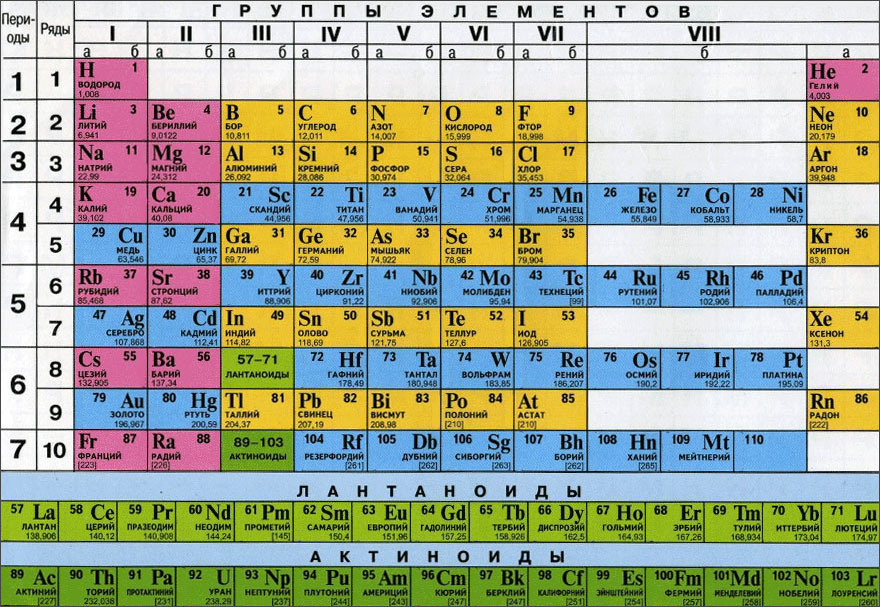 ГРУППЫ ЭЛЕМЕНТОВ
Пери-
оды
Ряды
I II III IV V VI VII VIII
а б а б а б а б а б а б а б б а
1 1 H 1 He 2
ВОДОРОД ГЕЛИЙ
1,008 4,003
2 2 Li 3 Be 4 B 5 C 6 N 7 O 8 F 9 Ne 10
ЛИТИЙ БЕРИЛЛИЙ БОР УГЛЕРОД АЗОТ КИСЛОРОД ФТОР НЕОН
6,941 9,0122 10,811 12,011 14,007 15,999 18,998 20,179
3 3 Na 11 Mg 12 Al 13 Si 14 P 15 S 16 Cl 17 Ar 18
НАТРИЙ МАГНИЙ АЛЮМИНИЙ КРЕМНИЙ ФОСФОР СЕРА ХЛОР АРГОН
22,99 24,312 26,092 28,086 30,974 32,064 35,453 39,948
4 4 K 19 Ca 20 21 Sc 22 Ti 23 V 24 Cr 25 Mn 26 Fe 27 Co 28 Ni
КАЛИЙ КАЛЬЦИЙ СКАНДИЙ ТИТАН ВАНАДИЙ ХРОМ МАРГАНЕЦ ЖЕЛЕЗО КОБАЛЬТ НИКЕЛЬ
39,102 40,08 44,956 47,956 50,941 51,996 54,938 55,849 58,933 58,7
5 29 Cu 30 Zn Ga 31 Ge 32 As 33 Se 34 Br 35 Kr 36
МЕДЬ ЦИНК ГАЛЛИЙ ГЕРМАНИЙ МЫШЬЯК СЕЛЕН БРОМ КРИПТОН
63,546 65,37 69,72 72,59 74,922 78,96 79,904 83,8
5 6 Rb 37 Sr 38 39 Y 40 Zr 41 Nb 42 Mo 43 Tc 44 Ru 45 Rh 46 Pd
РУБИДИЙ СТРОНЦИЙ ИТТРИЙ ЦИРКОНИЙ НИОБИЙ МОЛИБДЕН ТЕХНЕЦИЙ РУТЕНИЙ РОДИЙ ПАЛЛАДИЙ
85,468 87,62 88,906 91,22 92,906 95,94 [99] 101,07 102,906 106,4
7 47 Ag 48 Cd In 49 Sn 50 Sb 51 Te 52 I 53 Xe 54
СЕРЕБРО КАДМИЙ ИНДИЙ ОЛОВО СУРЬМА ТЕЛЛУР ИОД КСЕНОН
107,868 112,41 114,82 118,69 121,75 127,6 126,905 131,3
6 8 Cs 55 Ba 56 57–71 72 Hf 73 Ta 74 W 75 Re 76 Os 77 Ir 78 Pt
ЦЕЗИЙ БАРИЙ ЛАНТАНОИДЫ ГАФНИЙ ТАНТАЛ ВОЛЬФРАМ РЕНИЙ ОСМИЙ ИРИДИЙ ПЛАТИНА
132,905 137,34 178,49 180,948 183,85 186,207 190,2 192,22 195,09
9 79 Au 80 Hg Tl 81 Pb 82 Bi 83 Po 84 At 85 Rn 86
ЗОЛОТО РТУТЬ ТАЛЛИЙ СВИНЕЦ ВИСМУТ ПОЛОНИЙ АСТАТ РАДОН
196,967 200,59 204,37 207,19 208,98 [210] [210] [222]
7 10 Fr 87 Ra 88 89–103 104 Rf 105 Db 106 Sg 107 Bh 108 Hn 109 Mt 110
ФРАНЦИЙ РАДИЙ АКТИНОИДЫ РЕЗЕРФОРДИЙ ДУБНИЙ СИБОРГИЙ БОРИЙ ХАНИЙ МЕЙТНЕРИЙ
[223] [226] [261] [262] [263] [262] [265]
ЛАНТАНОИДЫ
57 La 58 Ce 59 Pr 60 Nd 61 Pm 62 Sm 63 Eu 64 Gd 65 Tb 66 Dy 67 Ho 68 Er 69 Tm 70 Yb 71 Lu
ЛАНТАН ЦЕРИЙ ПРАЗЕОДИМ НЕОДИМ ПРОМЕТИЙ САМАРИЙ ЕВРОПИЙ ГАДОЛИНИЙ ТЕРБИЙ ДИСПРОЗИЙ ГОЛЬМИЙ ЭРБИЙ ТУЛИЙ ИТТЕРБИЙ ЛЮТЕЦИЙ
138,906 140,12 140,908 144,24 [145] 150,4 151,96 157,25 158,926 162,5 164,93 167,26 168,934 173,04 174,97
АКТИНОИДЫ
89 Ac 90 Th 91 Pa 92 U 93 Np 94 Pu 95 Am 96 Cm 97 Bk 98 Cf 99 Es 100 Fm 101 Md 102 No 103 Lr
АКТИНИЙ ТОРИЙ ПРОТАКТИНИЙ УРАН НЕПТУНИЙ ПЛУТОНИЙ АМЕРИЦИЙ КЮРИЙ БЕРКЛИЙ КАЛИФОРНИЙ ЭЙНШТЕЙНИЙ ФЕРМИЙ МЕНДЕЛЕВИЙ НОБЕЛИЙ ЛОУРЕНСИЙ
[227] 232,038 [231] 238,29 [237] [244] [243] [247] [247] [251] [254] [257] [258] [259] [260]